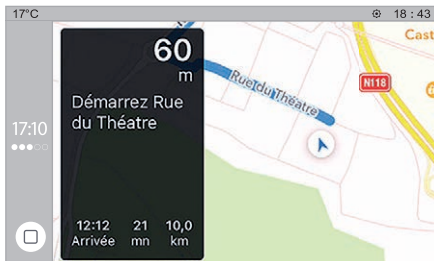 17°C
18:43
Cast
60
m
Démarrez Rue
du Théatre
Rue du Théatre
N118
17:10
12:12 21 10,0
Arrivée mn km